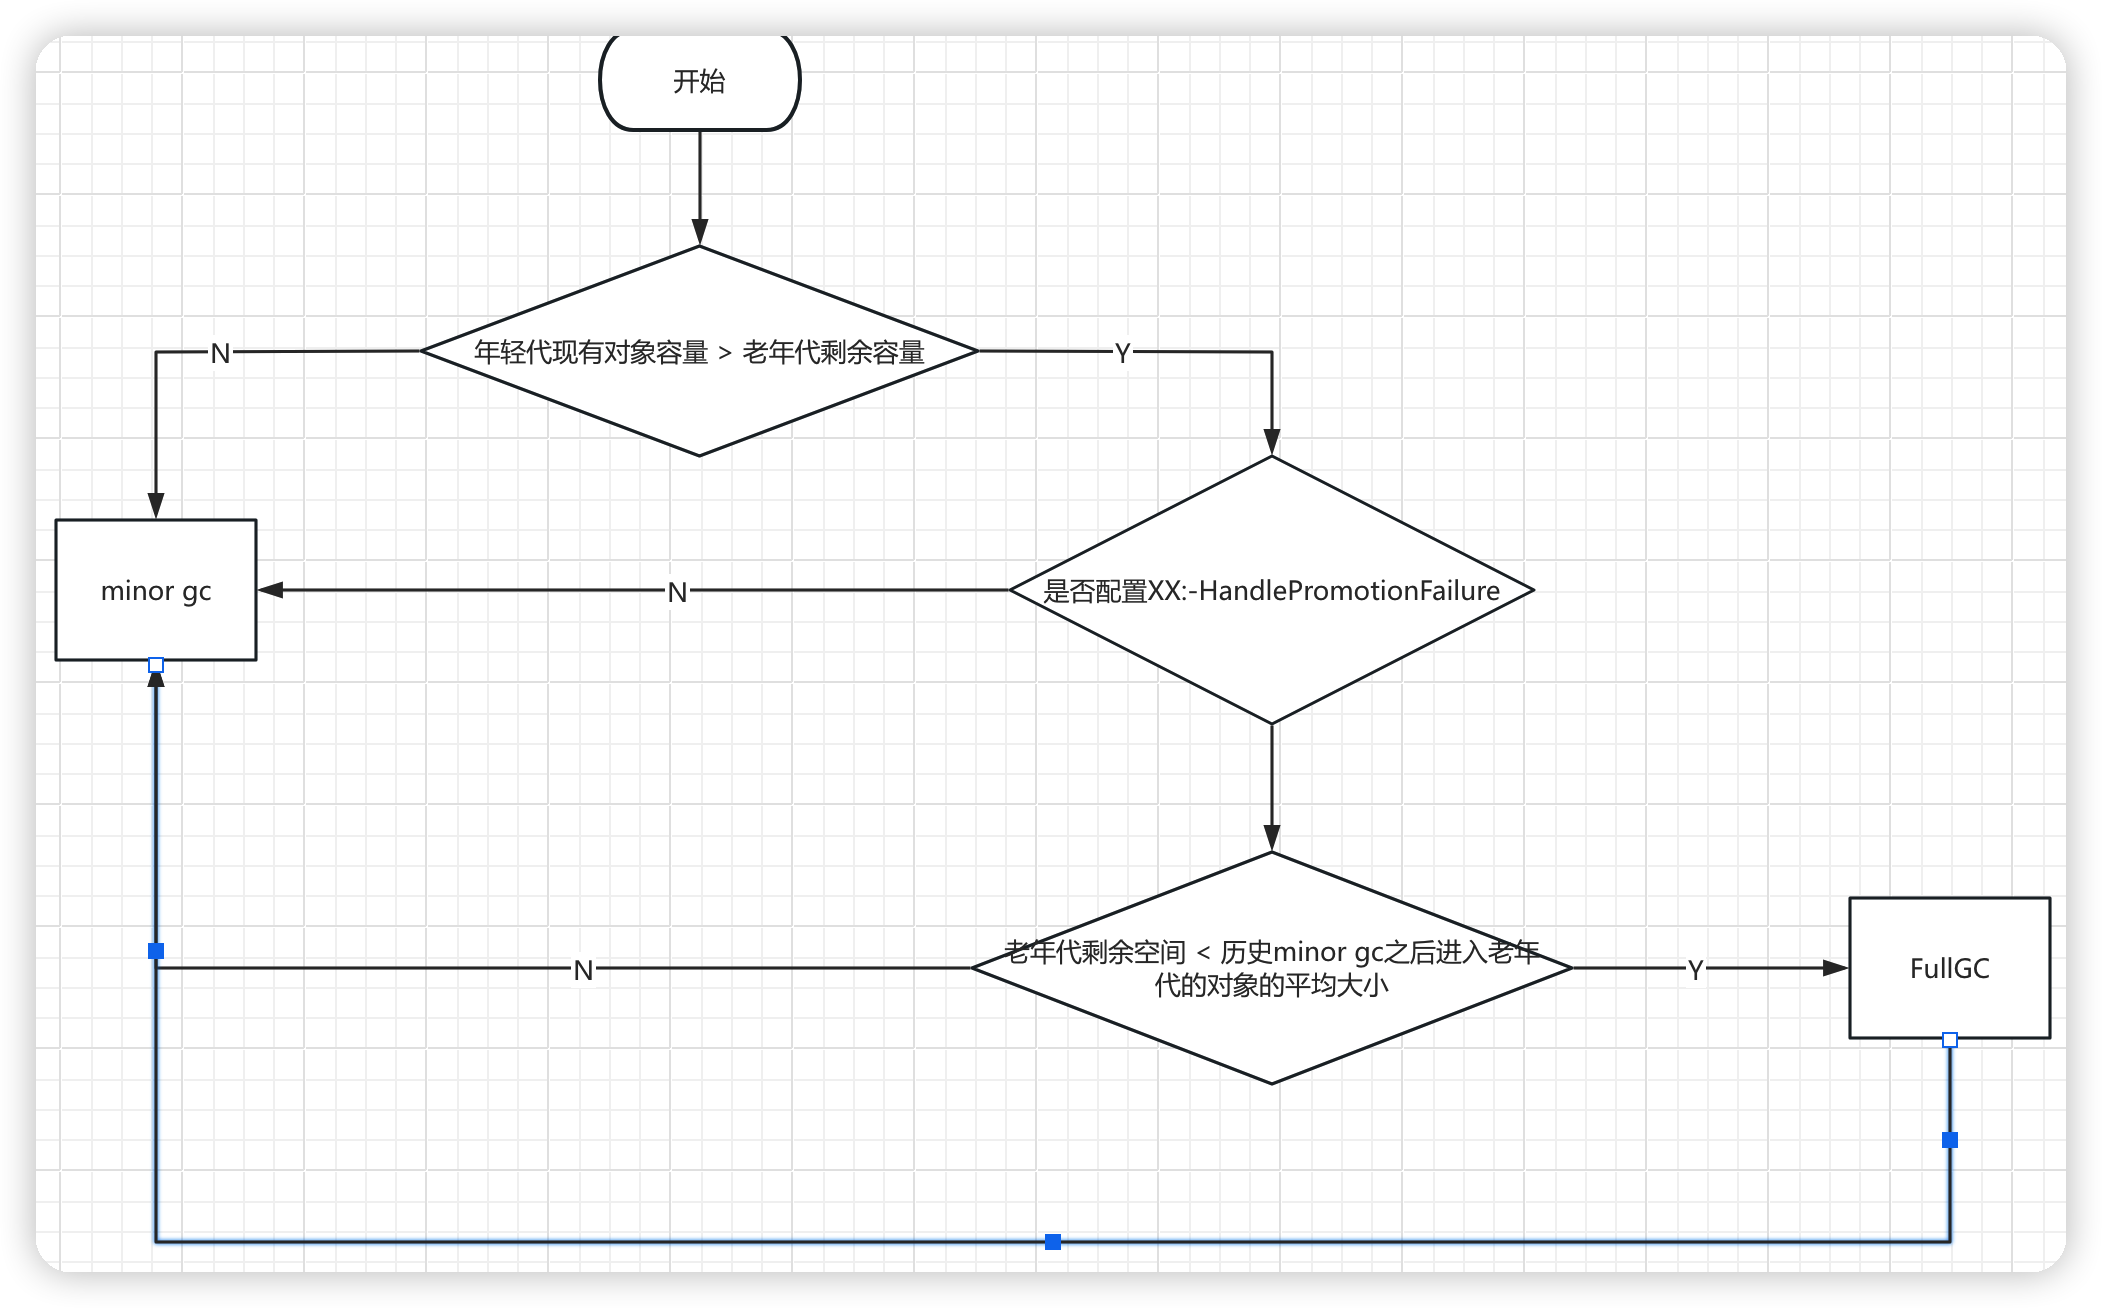 开始
年轻代现有对象容量 > 老年代剩余容量
N
Y
minor gc
N
是否配置XX:-HandlePromotionFailure
老年代剩余空间 < 历史minor gc之后进入老年
代的对象的平均大小
N
Y
FullGC